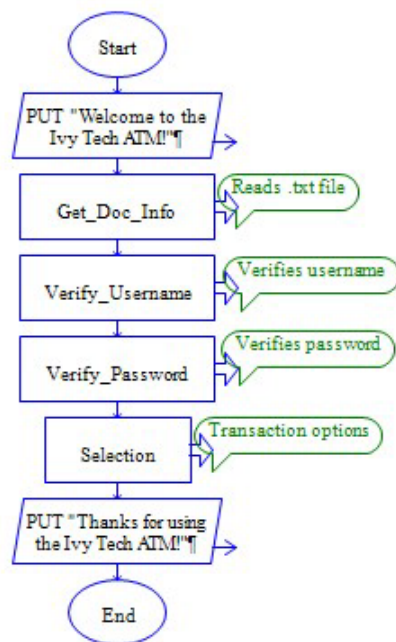 Start
PUT "Welcome to the
Ivy Tech ATM!"¶
Reads .txt file
Get_Doc_Info
Verifies username
Verify_Username
Verifies password
Verify_Password
Transaction options
Selection
PUT "Thanks for using
the Ivy Tech ATM!"¶
End